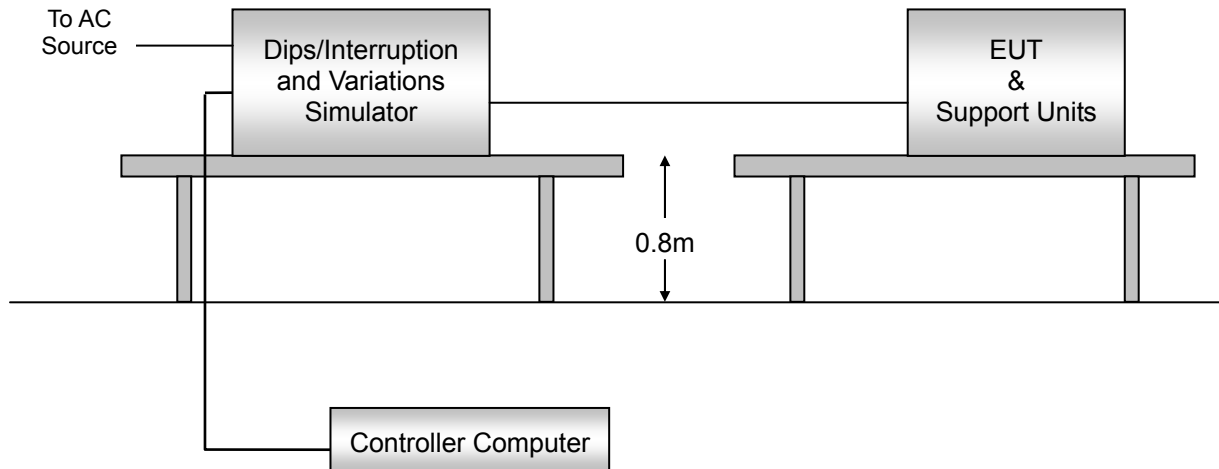 To AC
Source
Dips/Interruption
and Variations
Simulator
EUT
&
Support Units
0.8m
Controller Computer